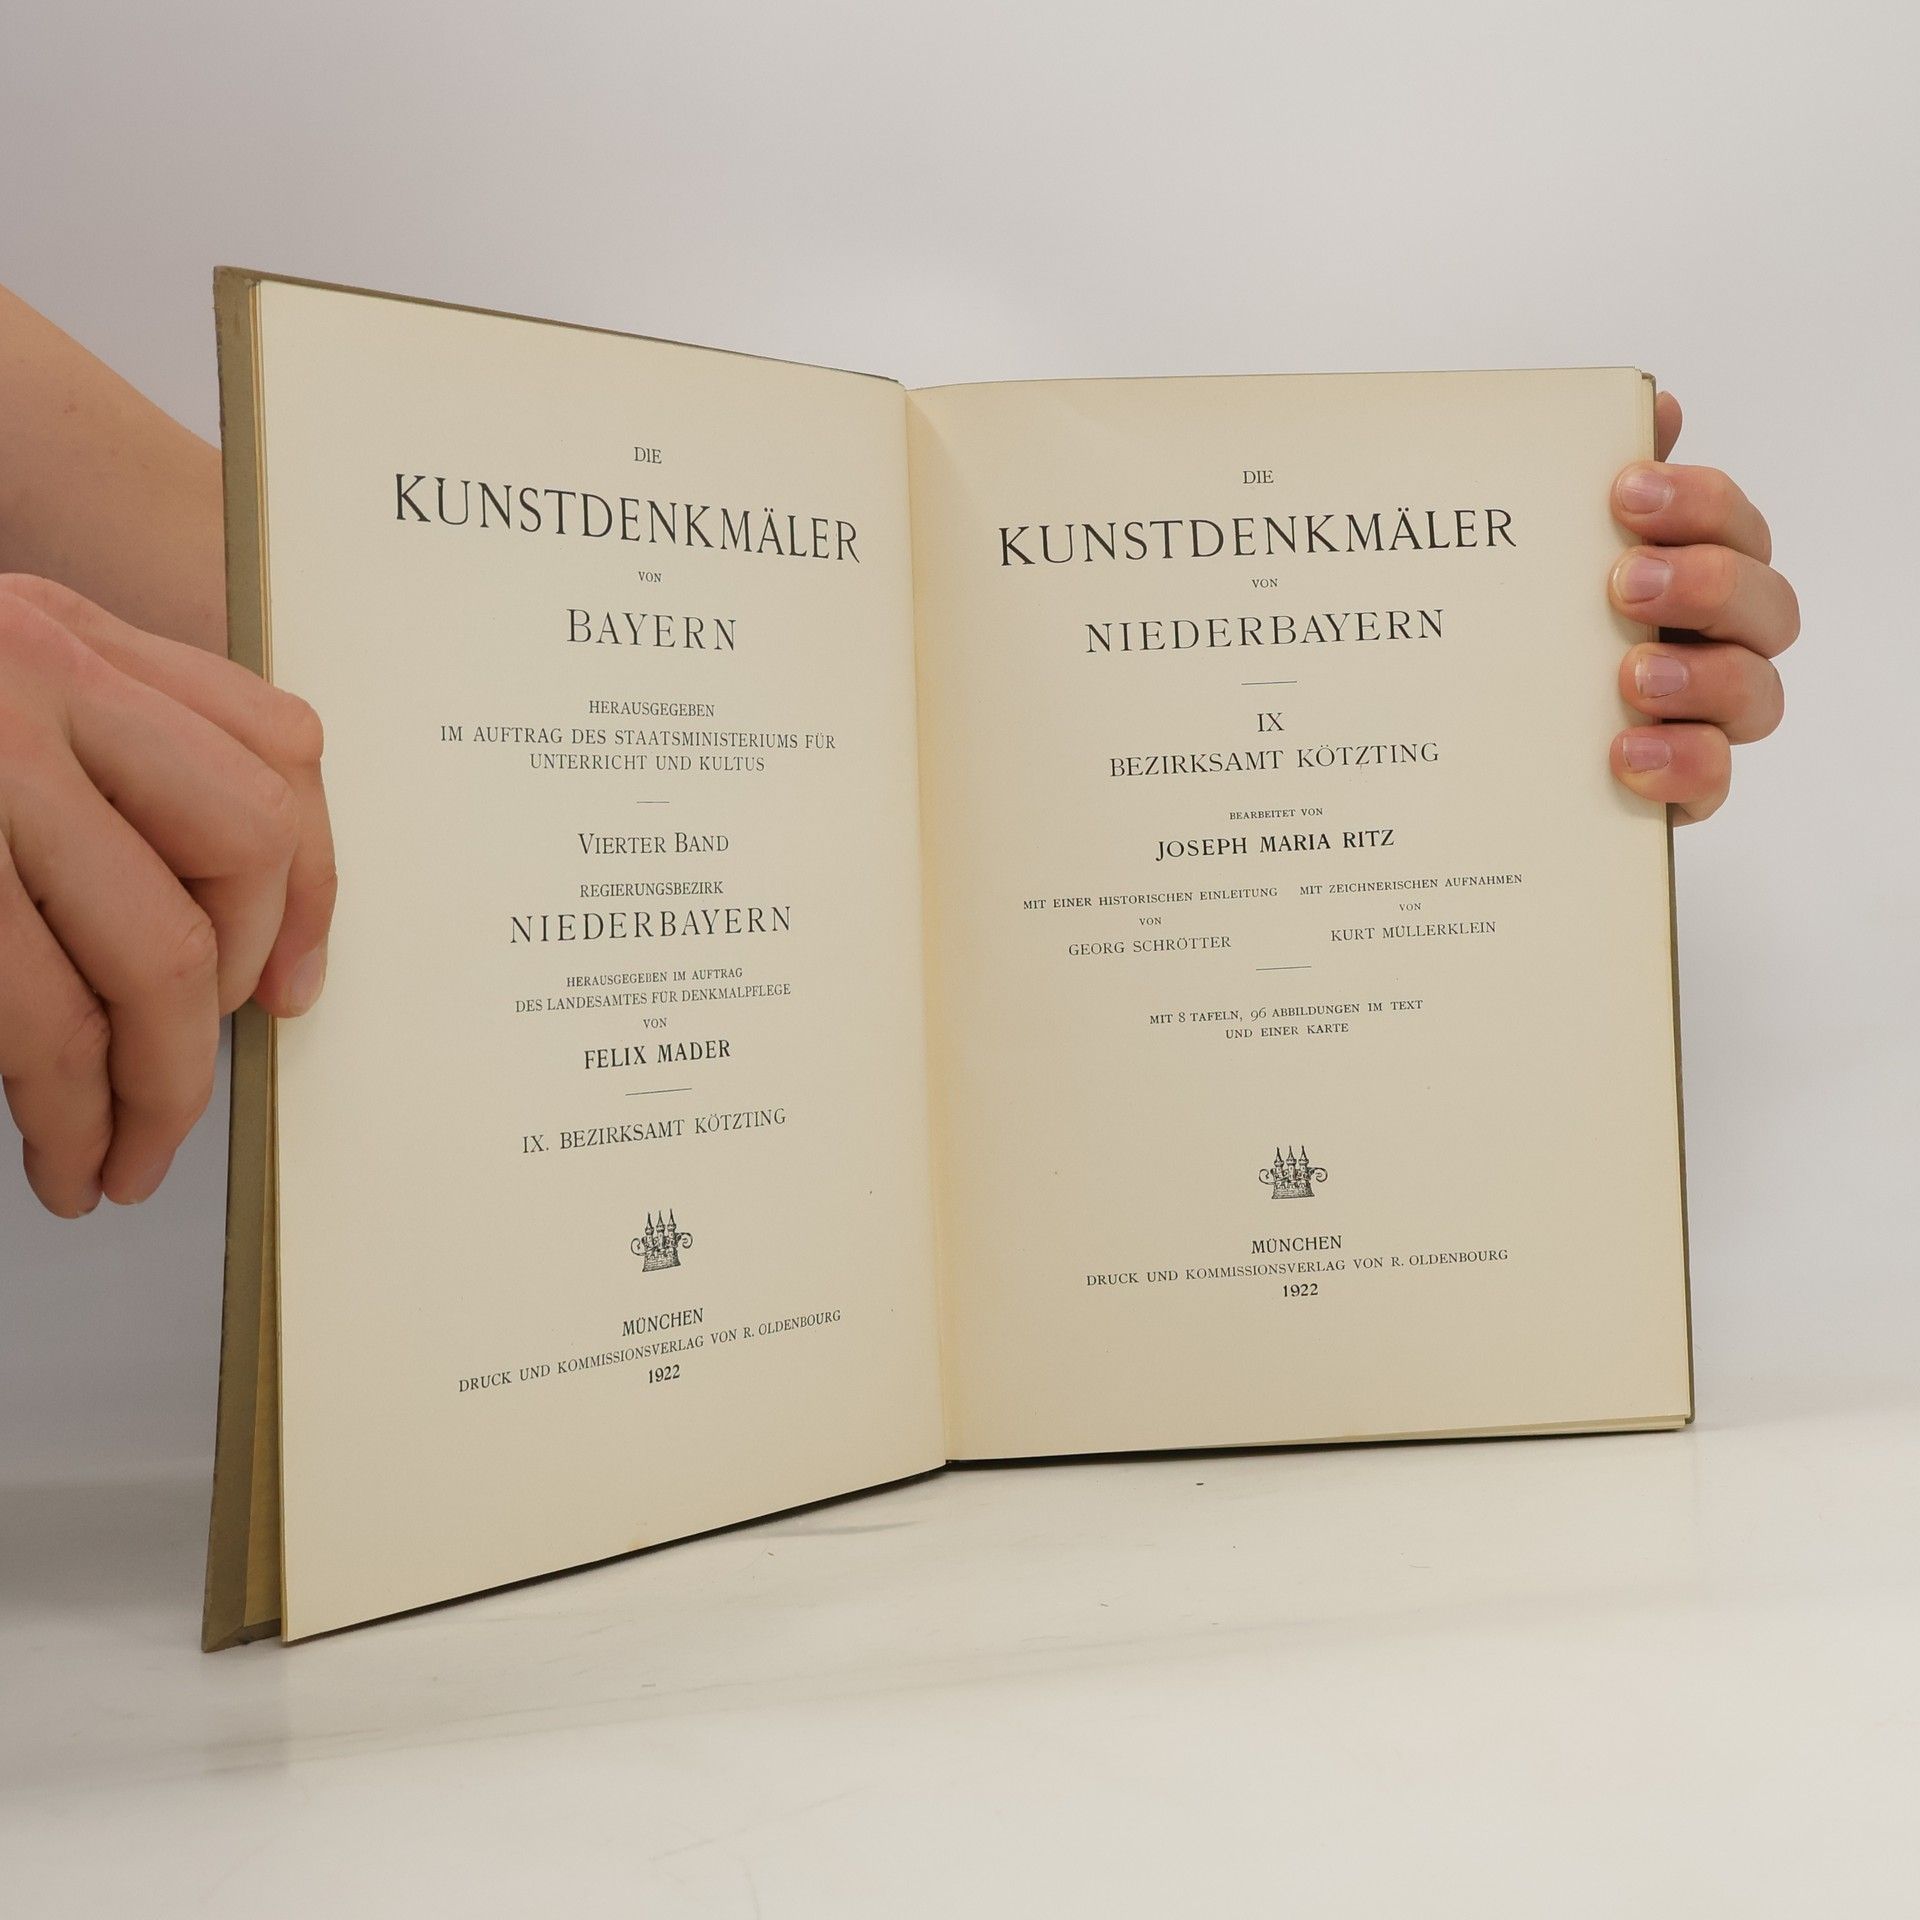 DIE
KUNSTDENKMÄLER
VON
BAYERN
HERAUSGEGEBEN
IM AUFTRAG DES STAATSMINISTERIUMS FÜR
UNTERRICHT UND KULTUS
VIERTER BAND
REGIERUNGSBEZIRK
NIEDERBAYERN
HERAUSGEGEBEN IM AUFTRAG
DES LANDESAMTES FÜR DENKMALPFLEGE
VON
FELIX MADER
IX. BEZIRKSAMT KÖTZTING
MÜNCHEN
DRUCK UND KOMMISSIONSVERLAG VON R. OLDENBOURG
1922
DIE
KUNSTDENKMÄLER
VON
NIEDERBAYERN
IX
BEZIRKSAMT KÖTZTING
BEARBEITET VON
JOSEPH MARIA RITZ
MIT EINER HISTORISCHEN EINLEITUNG
VON
GEORG SCHRÖTTER
MIT ZEICHNERISCHEN AUFNAHMEN
VON
KURT MÜLLERKLEIN
MIT 8 TAFELN, 96 ABBILDUNGEN IM TEXT
UND EINER KARTE
MÜNCHEN
DRUCK UND KOMMISSIONSVERLAG VON R. OLDENBOURG
1922